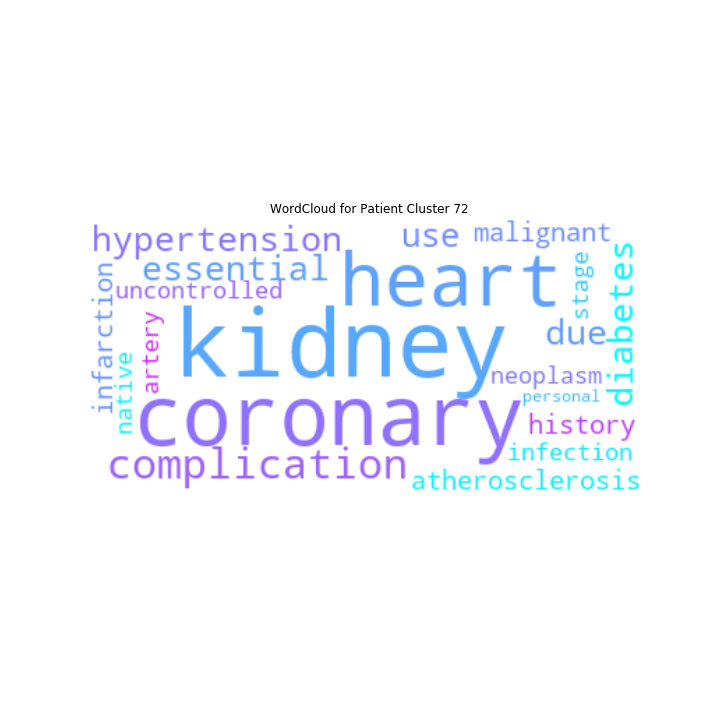 WordCloud for Patient Cluster 72
hypertension
use
malignant
essential
heart
stage
diabetes
infarction
uncontrolled
artery
kidney
due
native
neoplasm
personal
coronary
history
complication
infection
atherosclerosis